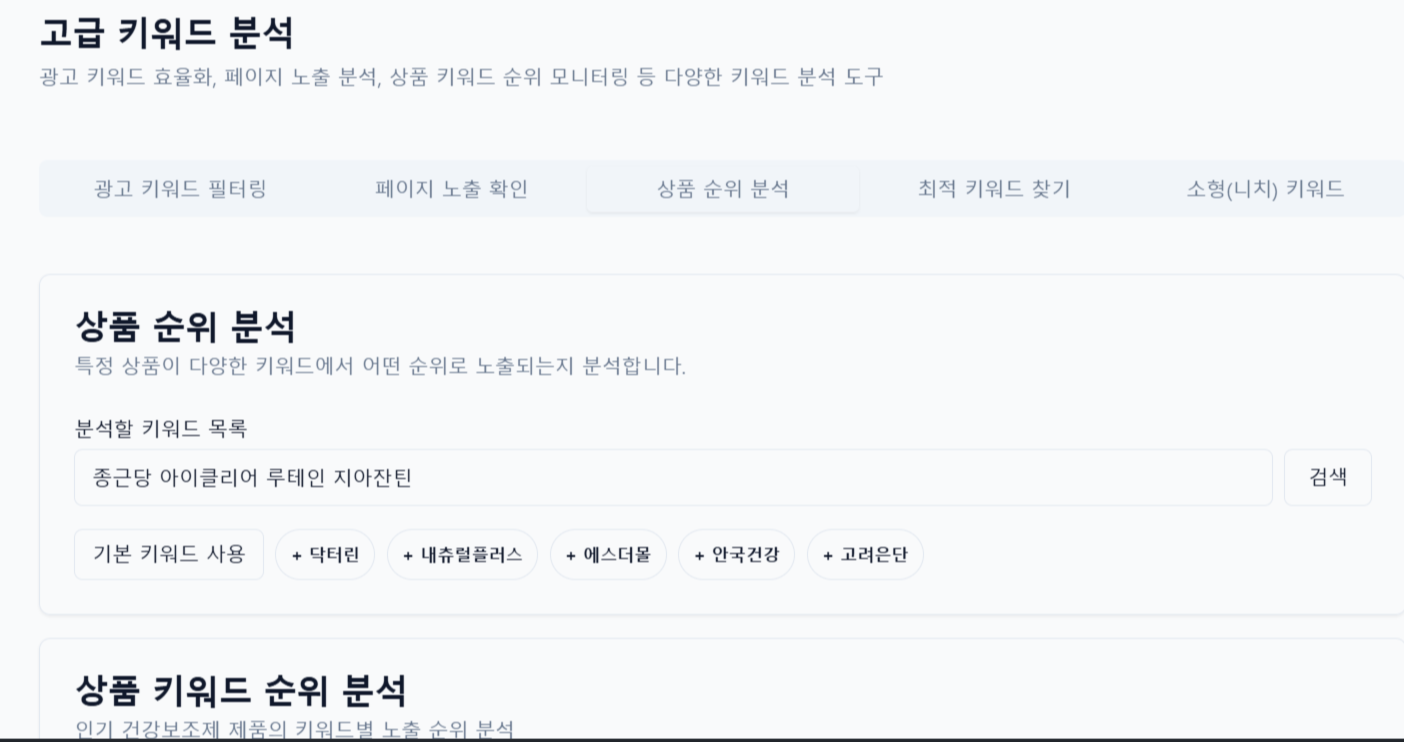 고급 키워드 분석
광고 키워드 효율화, 페이지 노출 분석, 상품 키워드 순위 모니터링 등 다양한 키워드 분석 도구
광고 키워드 필터링 페이지 노출 확인 상품 순위 분석 최적 키워드 찾기 소형(니치) 키워드
상품 순위 분석
특정 상품이 다양한 키워드에서 어떤 순위로 노출되는지 분석합니다.
분석할 키워드 목록
종근당 아이클리어 루테인 지아잔틴 검색
기본 키워드 사용 + 닥터린 + 내츄럴플러스 + 에스더몰 + 안국건강 + 고려은단
상품 키워드 순위 분석
인기 건강보조제 제품의 키워드별 노출 순위 분석